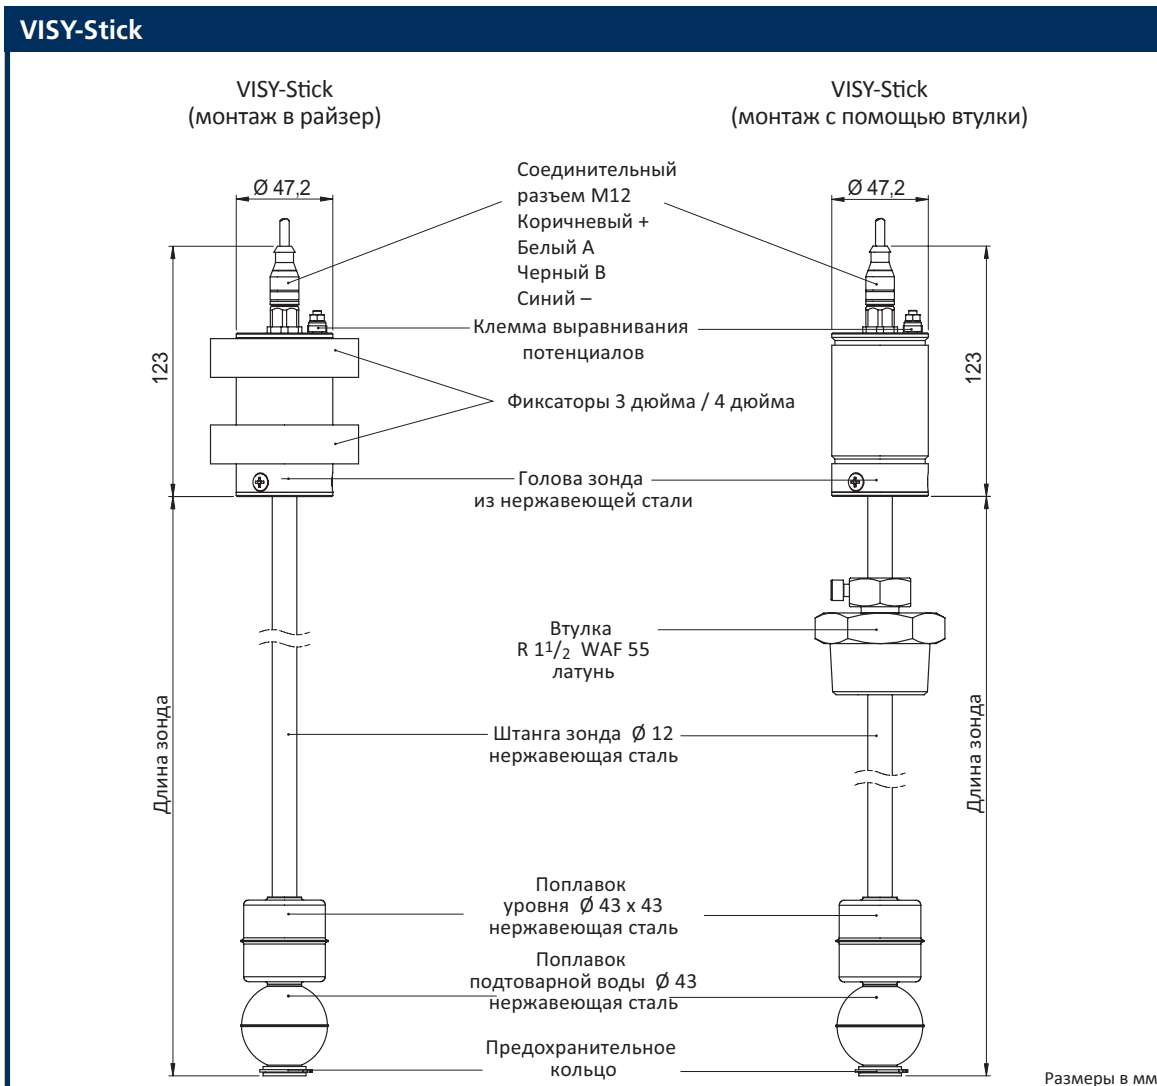 VISY-Stick
VISY-Stick
(монтаж в райзер)
VISY-Stick
(монтаж с помощью втулки)
Ø 47,2
Ø 47,2
Соединительный
разъем М12
Коричневый +
Белый А
Черный В
Синий –
Клемма выравнивания
потенциалов
123
123
Фиксаторы 3 дюйма / 4 дюйма
Голова зонда
из нержавеющей стали
Втулка
R 1 1/2 WAF 55
латунь
Длина зонда
Длина зонда
Штанга зонда Ø 12
нержавеющая сталь
Поплавок
уровня Ø 43 x 43
нержавеющая сталь
Поплавок
подтоварной воды Ø 43
нержавеющая сталь
Предохранительное
кольцо
Размеры в мм